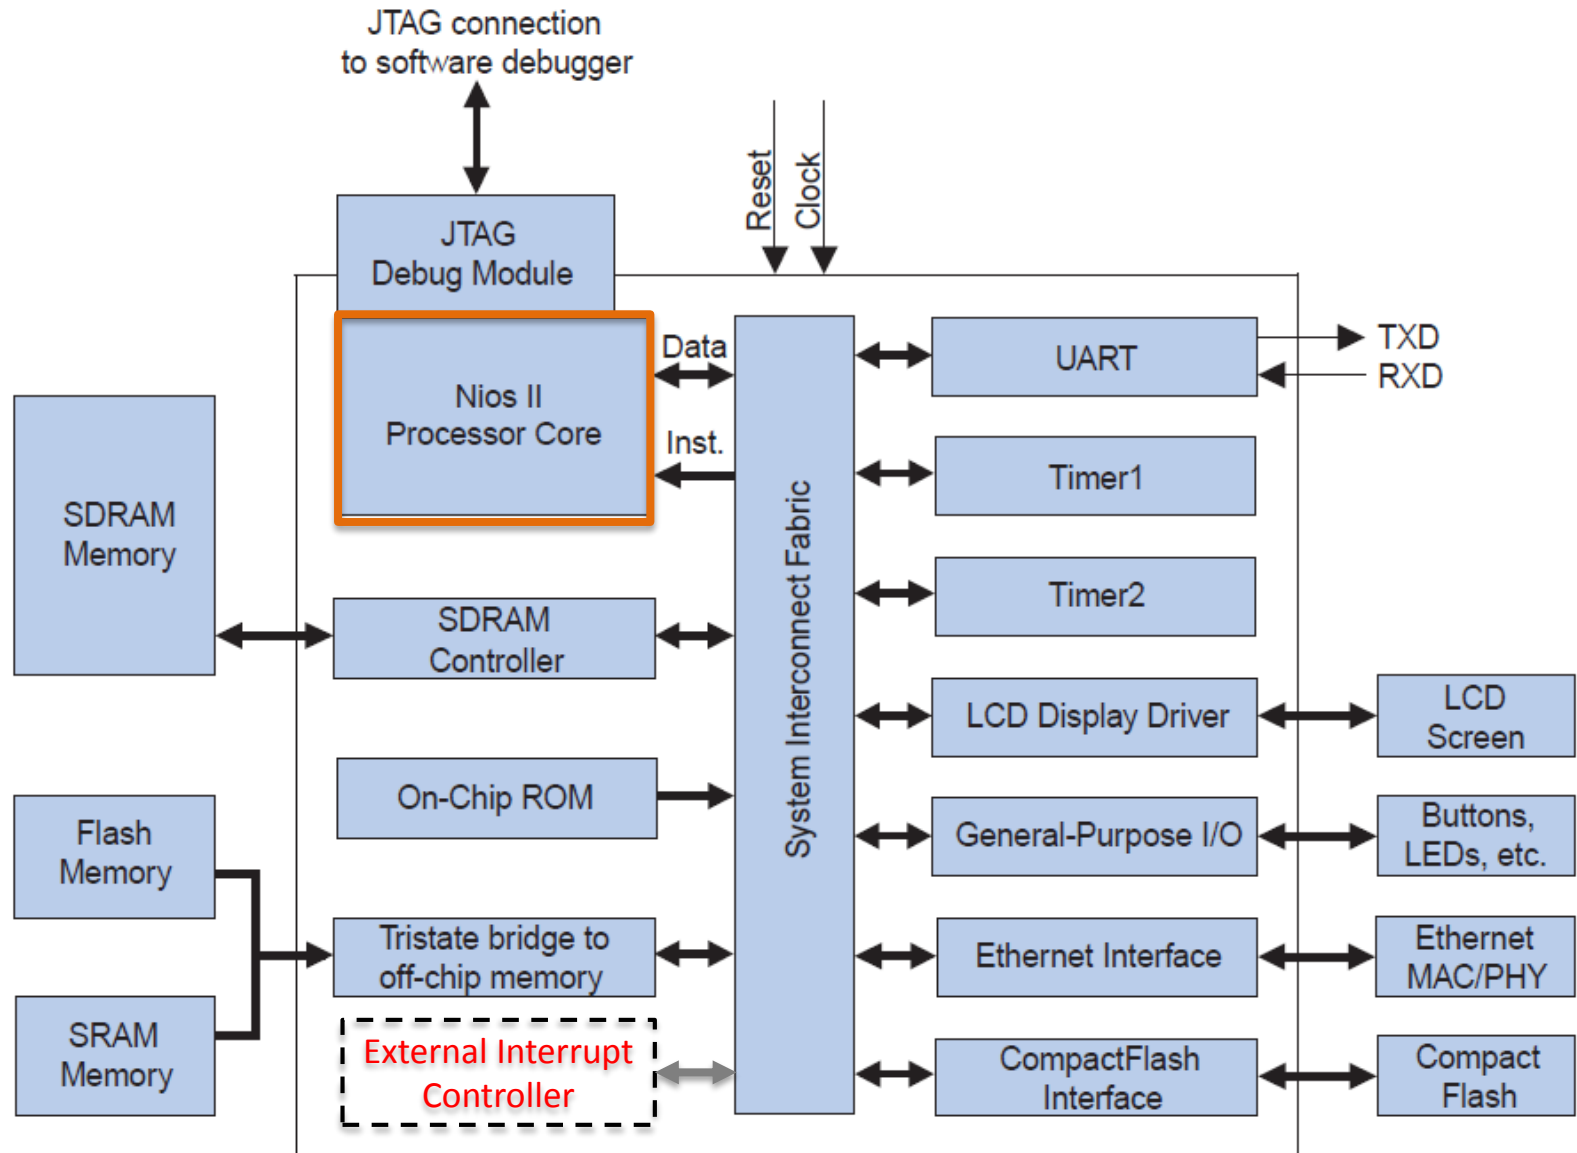 JTAG connection
to software debugger
Reset
Clock
JTAG
Debug Module
Nios II
Processor Core
Data
Inst.
System Interconnect Fabric
UART
TXD
RXD
Timer1
Timer2
SDRAM
Memory
SDRAM
Controller
LCD Display Driver
LCD
Screen
On-Chip ROM
General-Purpose I/O
Buttons,
LEDs, etc.
Flash
Memory
Tristate bridge to
off-chip memory
Ethernet Interface
Ethernet
MAC/PHY
SRAM
Memory
External Interrupt
Controller
CompactFlash
Interface
Compact
Flash